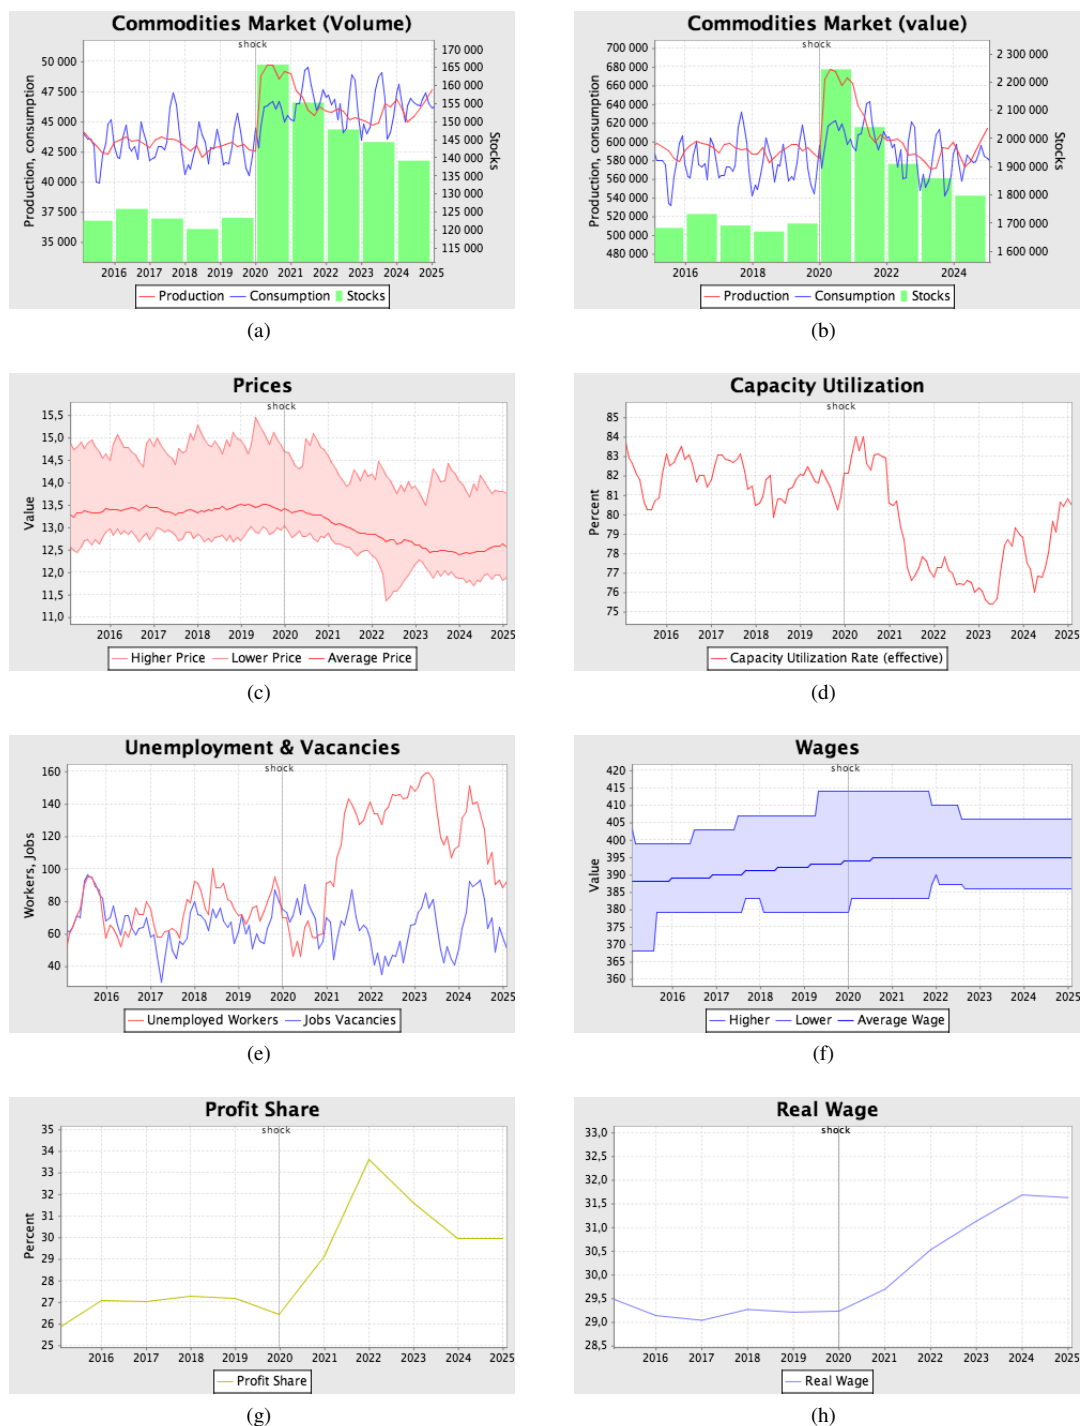 Commodities Market (Volume)
shock
Production, consumption
50 000
47 500
45 000
42 500
40 000
37 500
35 000
170 000
165 000
160 000
155 000
150 000
145 000
140 000
135 000
130 000
125 000
120 000
115 000
Stocks
2016 2017 2018 2019 2020 2021 2022 2023 2024 2025
Production Consumption Stocks
(a)
Commodities Market (value)
shock
Production, consumption
700 000
680 000
660 000
640 000
620 000
600 000
580 000
560 000
540 000
520 000
500 000
480 000
2 300 000
2 200 000
2 100 000
2 000 000
1 900 000
1 800 000
1 700 000
1 600 000
Stocks
2016 2018 2020 2022 2024
Production Consumption Stocks
(b)
Prices
shock
Value
15,5
15,0
14,5
14,0
13,5
13,0
12,5
12,0
11,5
11,0
2016 2017 2018 2019 2020 2021 2022 2023 2024 2025
Higher Price Lower Price Average Price
(c)
Capacity Utilization
shock
Percent
85
84
83
82
81
80
79
78
77
76
75
2016 2017 2018 2019 2020 2021 2022 2023 2024 2025
Capacity Utilization Rate (effective)
(d)
Unemployment & Vacancies
shock
Workers, Jobs
160
140
120
100
80
60
40
2016 2017 2018 2019 2020 2021 2022 2023 2024 2025
Unemployed Workers Jobs Vacancies
(e)
Wages
shock
Value
420
415
410
405
400
395
390
385
380
375
370
365
360
2016 2017 2018 2019 2020 2021 2022 2023 2024 2025
Higher Lower Average Wage
(f)
Profit Share
shock
Percent
35
34
33
32
31
30
29
28
27
26
25
2016 2017 2018 2019 2020 2021 2022 2023 2024 2025
Profit Share
(g)
Real Wage
shock
33,0
32,5
32,0
31,5
31,0
30,5
30,0
29,5
29,0
28,5
2016 2017 2018 2019 2020 2021 2022 2023 2024 2025
Real Wage
(h)